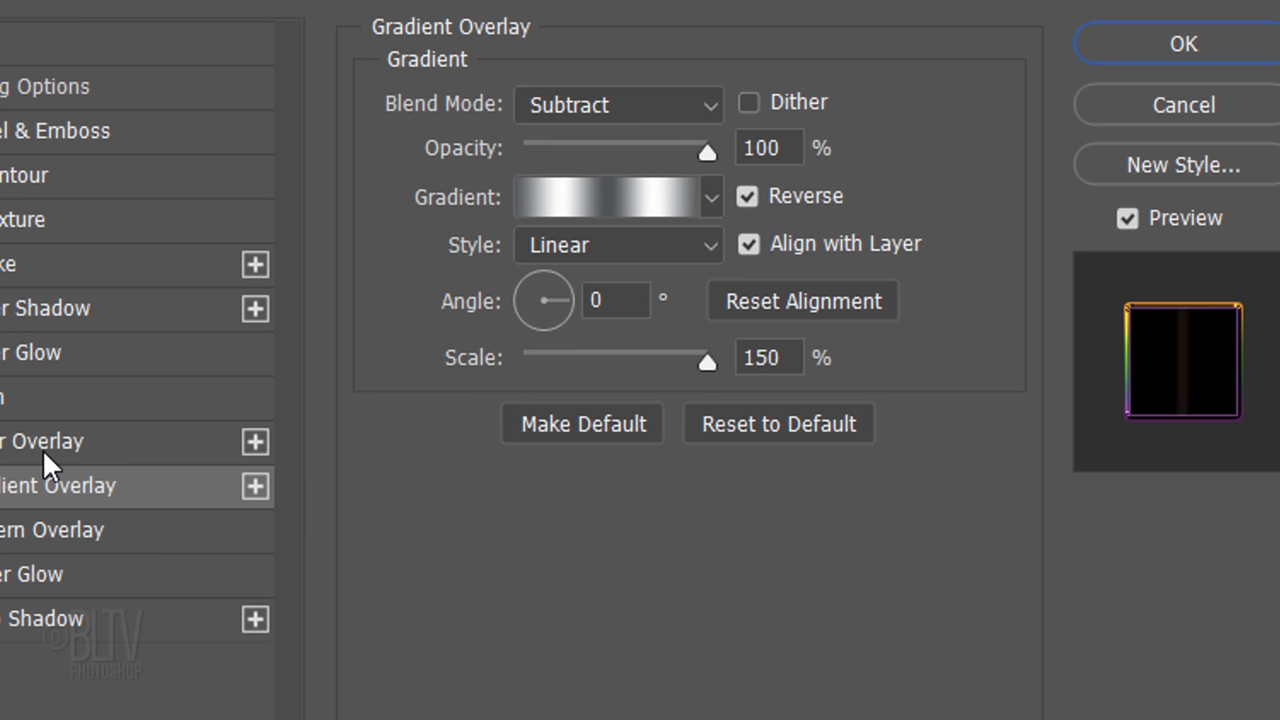 g Options
el & Emboss
ntour
xture
ke
r Shadow
r Glow
n
r Overlay
ient Overlay
ern Overlay
er Glow
Shadow
Gradient Overlay
Gradient
Blend Mode: Subtract Dither
Opacity: 100 %
Gradient: Reverse
Style: Linear Align with Layer
Angle: 0 ° Reset Alignment
Scale: 150 %
Make Default Reset to Default
OK
Cancel
New Style...
Preview
©BLTV
PHOTOSHOP